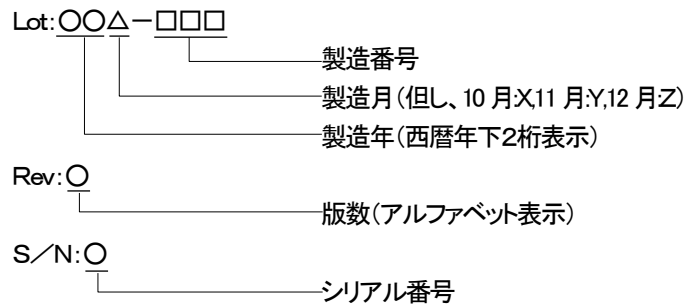 Lot:○○△－□□□
製造番号
製造月(但し、10月:X,11月:Y,12月:Z)
製造年(西暦年下2桁表示)
Rev:○
版数(アルファベット表示)
S／N:○
シリアル番号